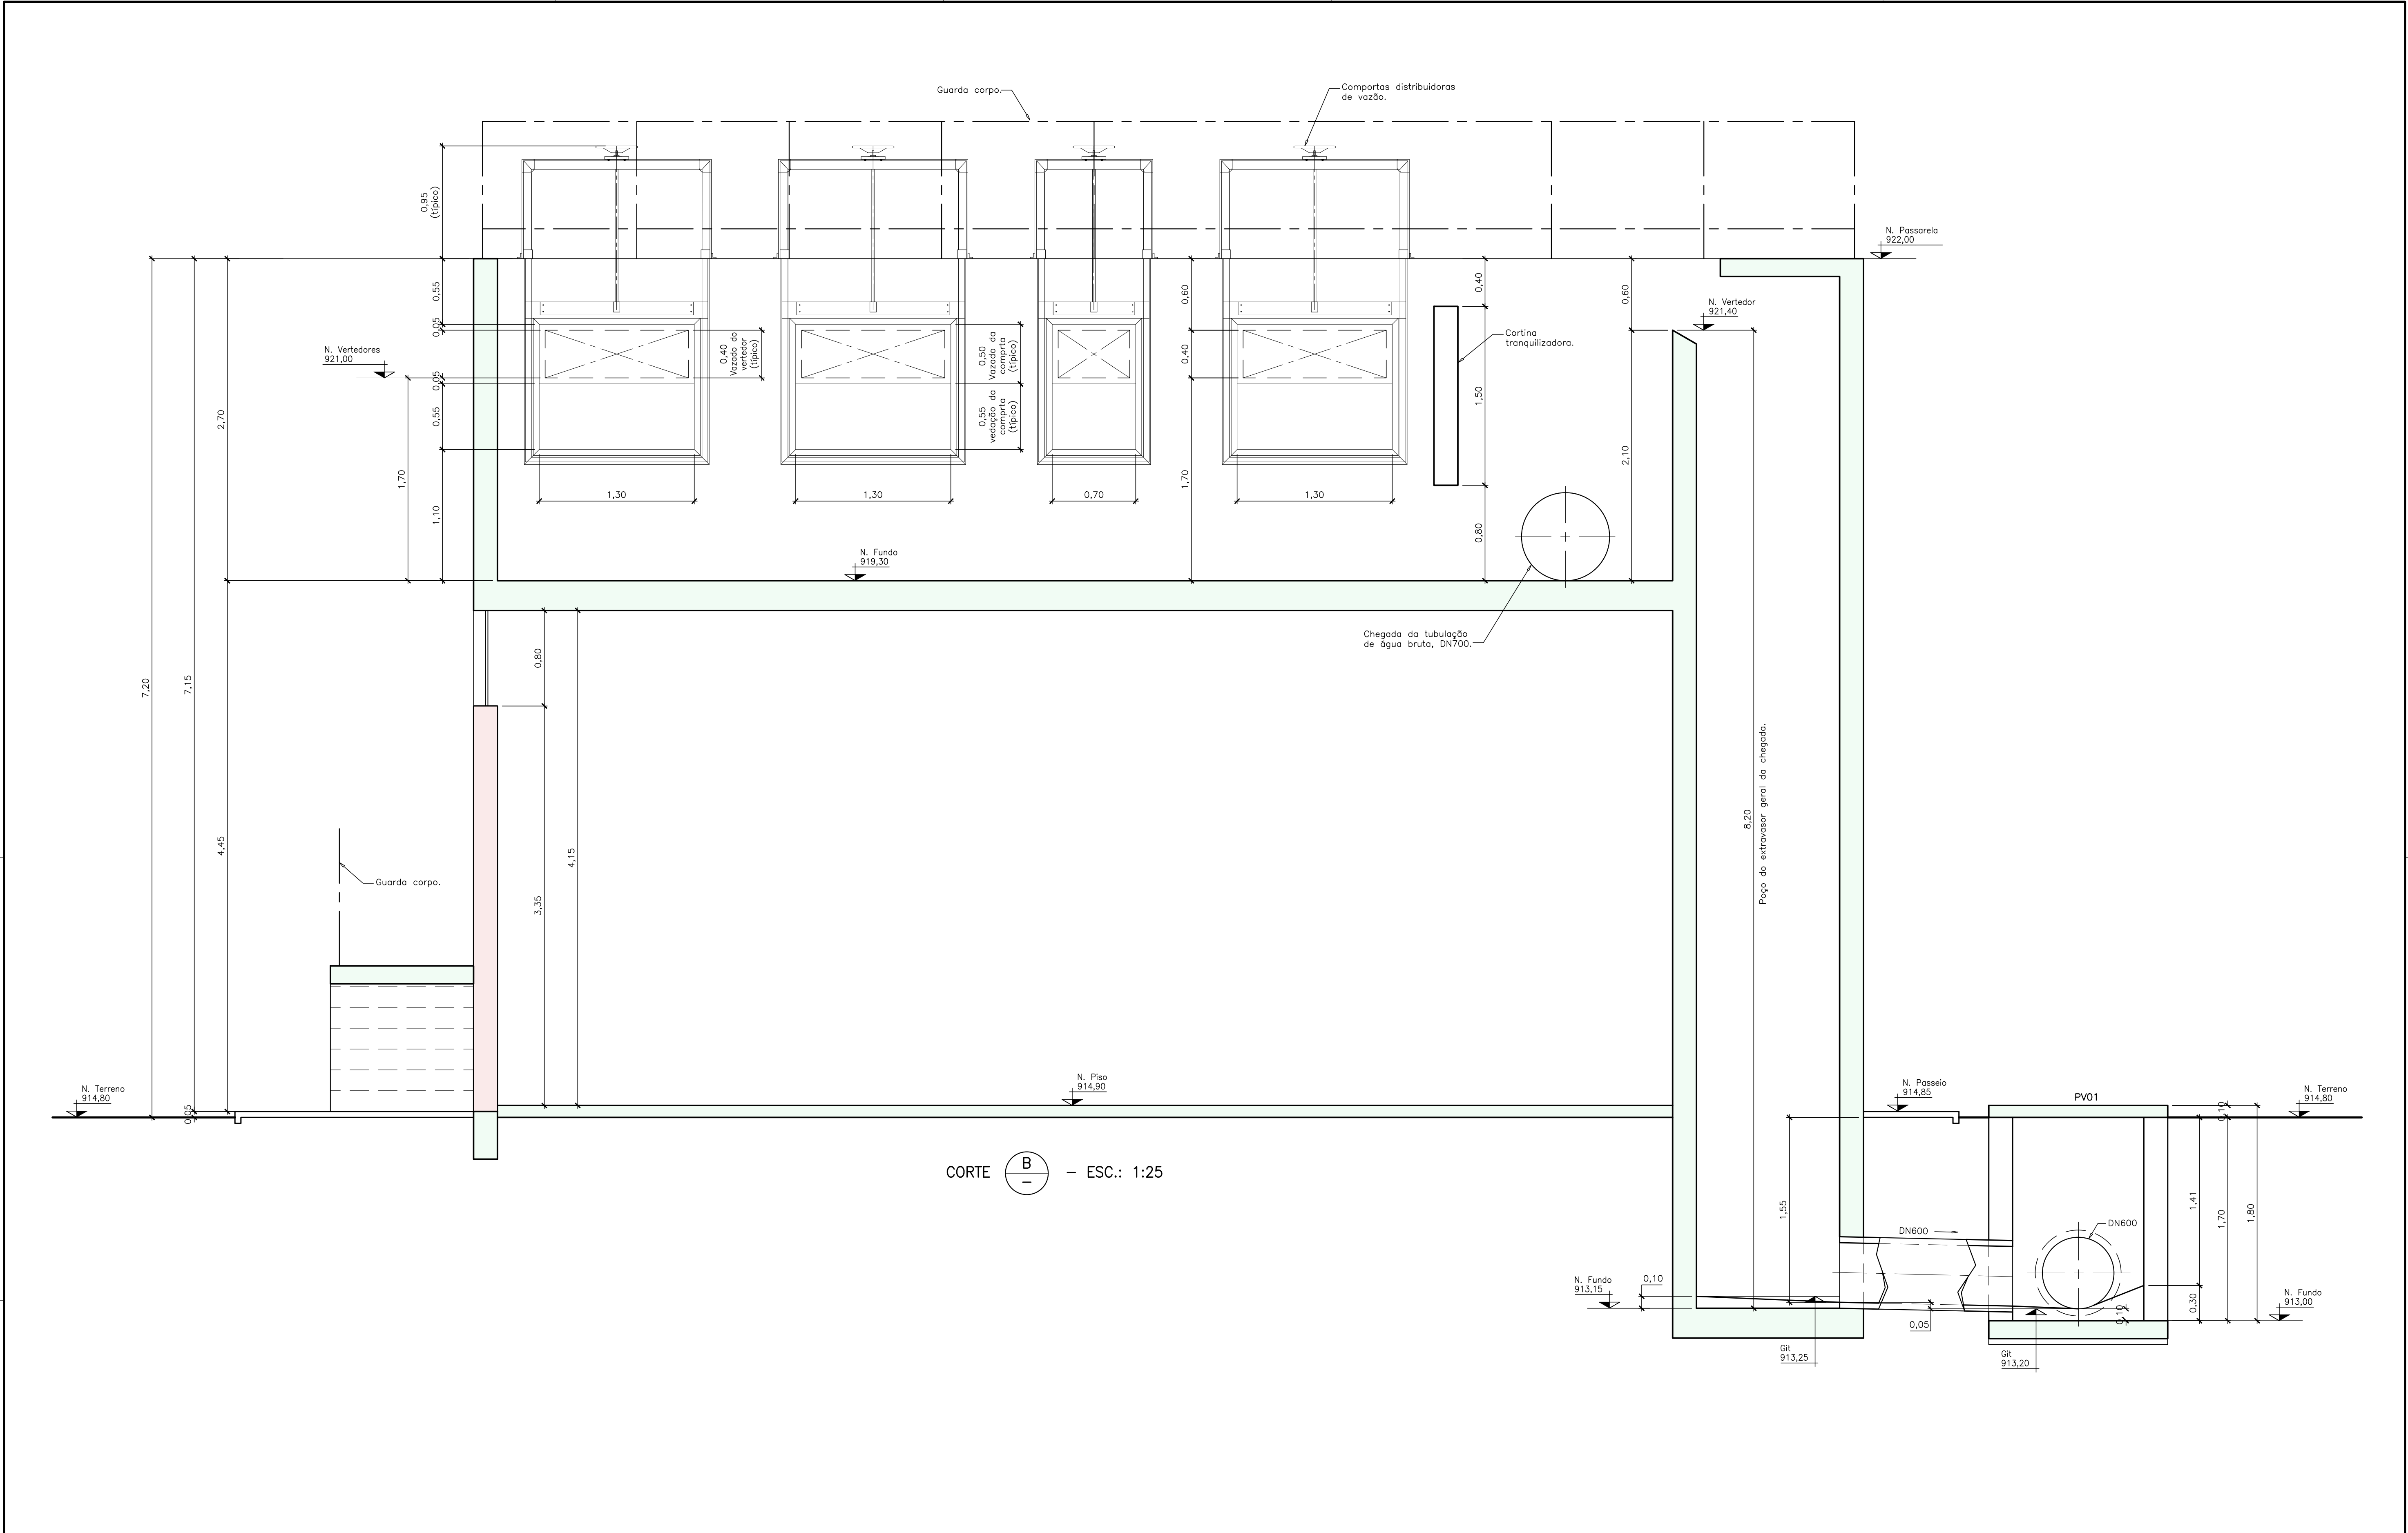 Guarda corpo.
Comportas distribuidoras
de vazão.
0,95
(típico)
N. Passarela
922,00
0,55
0,05
0,60
0,40
0,60
N. Vertedor
921,40
N. Vertedores
921,00
0,40
Vazado do
vertedor
(típico)
0,50
Vazado da
comprta
(típico)
0,40
Cortina
tranquilizadora.
0,05
0,55
0,55
vedação da
comprta
(típico)
1,50
2,70
1,70
1,10
1,30
1,30
0,70
1,70
1,30
2,10
0,80
N. Fundo
919,30
Chegada da tubulação
de água bruta, DN700.
0,80
7,20
7,15
4,45
4,15
3,35
8,20
Poço do extravasor geral da chegada.
Guarda corpo.
N. Terreno
914,80
0,05
N. Piso
914,90
N. Passeio
914,85
PV01
0,10
N. Terreno
914,80
CORTE
B
–
– ESC.: 1:25
1,55
1,41
1,70
1,80
DN600
DN600
N. Fundo
913,15
0,10
0,05
0,10
0,30
N. Fundo
913,00
Git
913,25
Git
913,20